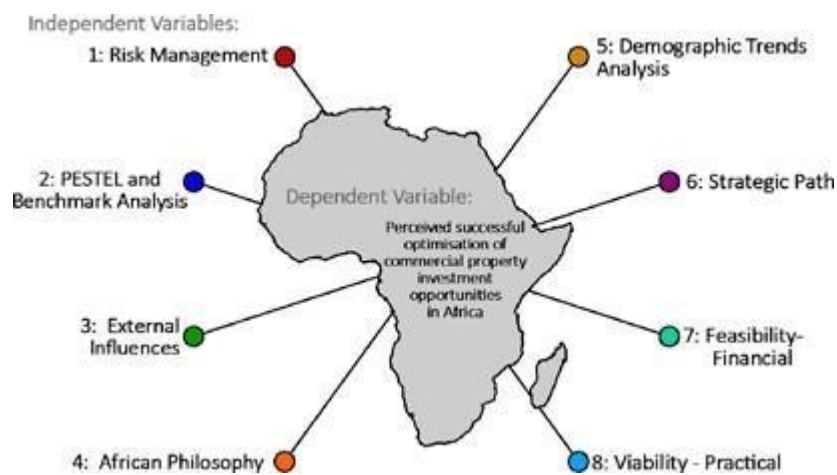 Independent Variables:
1: Risk Management
2: PESTEL and
Benchmark Analysis
3: External
Influences
4: African Philosophy
Dependent Variable:
Perceived successful
optimisation of
commercial property
investment
opportunities
in Africa
5: Demographic Trends
Analysis
6: Strategic Path
7: Feasibility-
Financial
8: Viability - Practical